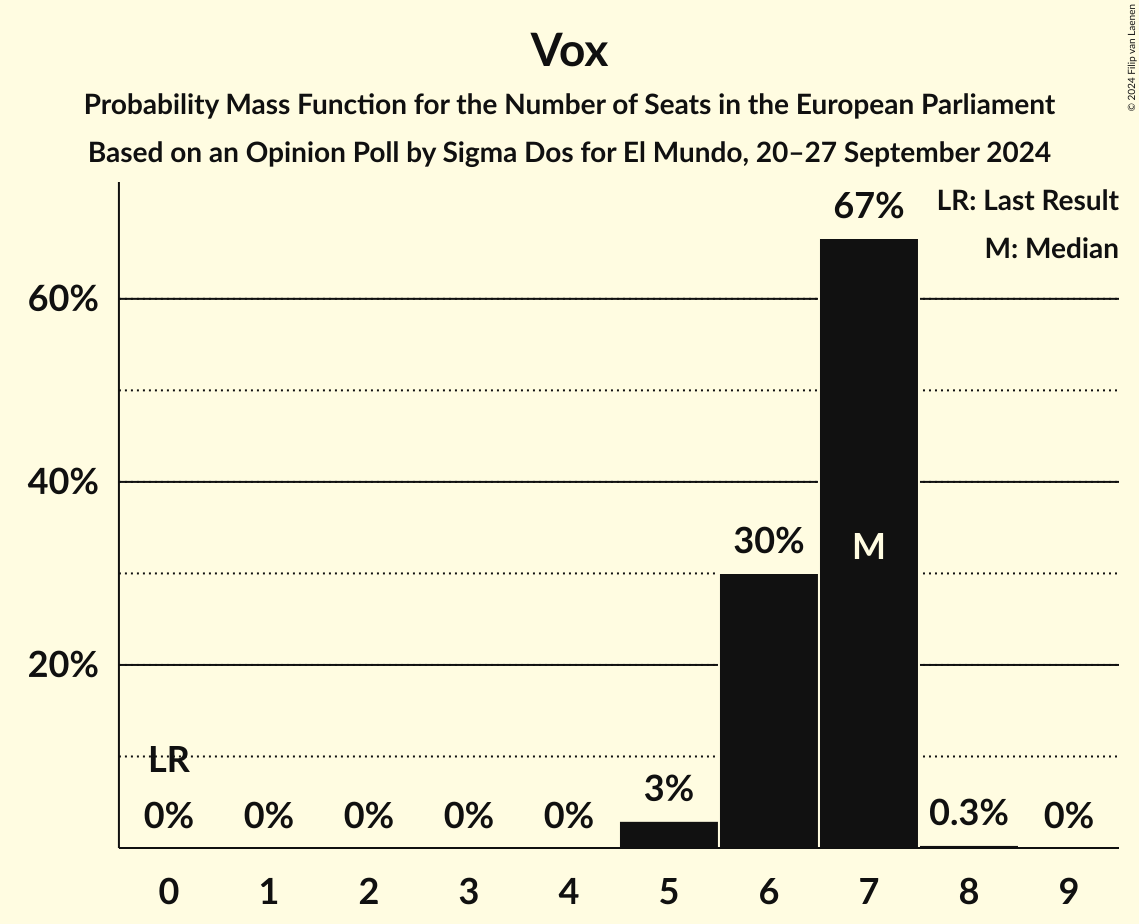 Vox
Probability Mass Function for the Number of Seats in the European Parliament
Based on an Opinion Poll by Sigma Dos for El Mundo, 20–27 September 2024
© 2024 Filip van Laenen
LR: Last Result
M: Median
67%
60%
40%
30%
M
20%
LR
3%
0% 0% 0% 0% 0% 0.3% 0%
0 1 2 3 4 5 6 7 8 9